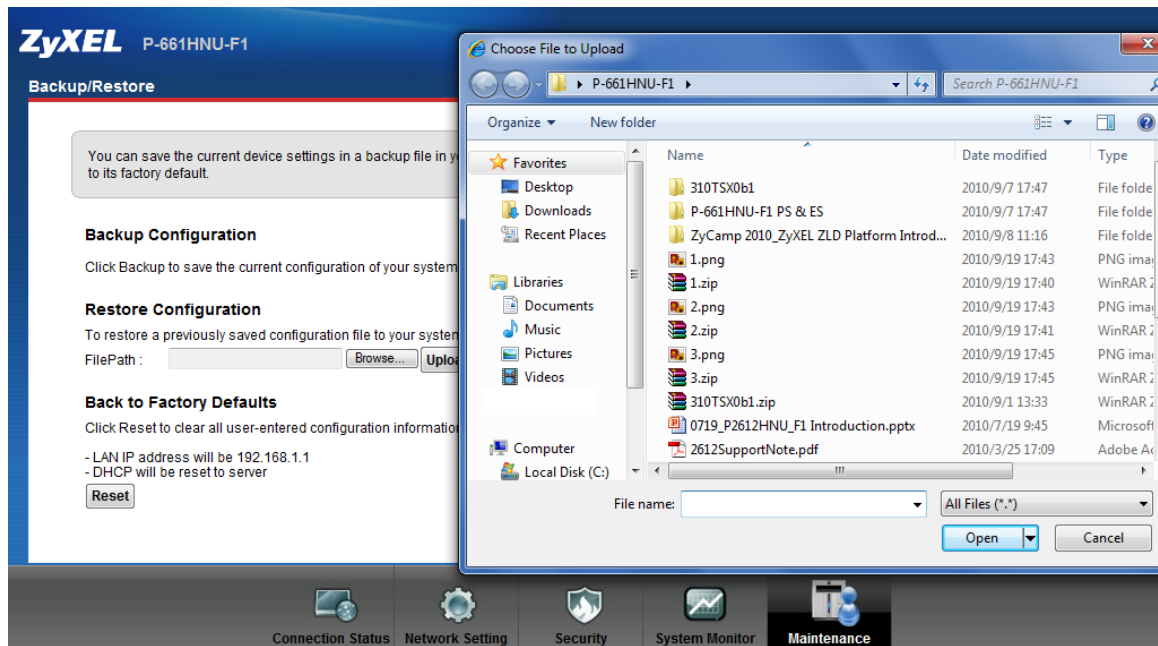 ZyXEL P-661HNU-F1
Backup/Restore
You can save the current device settings in a backup file in
to its factory default.
Backup Configuration
Click Backup to save the current configuration of your system
Restore Configuration
To restore a previously saved configuration file to your system
FilePath :
Browse...
Back to Factory Defaults
Click Reset to clear all user-entered configuration
- LAN IP address will be 192.168.1.1
- DHCP will be reset to server
Reset
Choose File to Upload
P-661HNU-F1
Search P-661HNU-F1
Organize
New folder
Favorites
Desktop
Downloads
Recent Places
Libraries
Documents
Music
Pictures
Videos
Computer
Local Disk (C:)
Name Date modified Type
310TSX0b1 2010/9/7 17:47 File folde
P-661HNU-F1 PS & ES 2010/9/7 17:47 File folde
ZyCamp 2010_ZyXEL ZLD Platform Introd... 2010/9/8 11:16 File folde
1.png 2010/9/19 17:43 PNG
1.zip 2010/9/19 17:40 WinRAR
2.png 2010/9/19 17:43 PNG
2.zip 2010/9/19 17:41 WinRAR
3.png 2010/9/19 17:45 PNG
3.zip 2010/9/19 17:45 WinRAR
310TSX0b1.zip 2010/9/1 13:33 WinRAR
0719_P2612HNU_F1 Introduction.pptx 2010/7/19 9:45 Microsoft
2612SupportNote.pdf 2010/3/25 17:09 Adobe
File name:
All Files (*.*)
Open
Cancel
Connection Status
Network Setting
Security
System Monitor
Maintenance